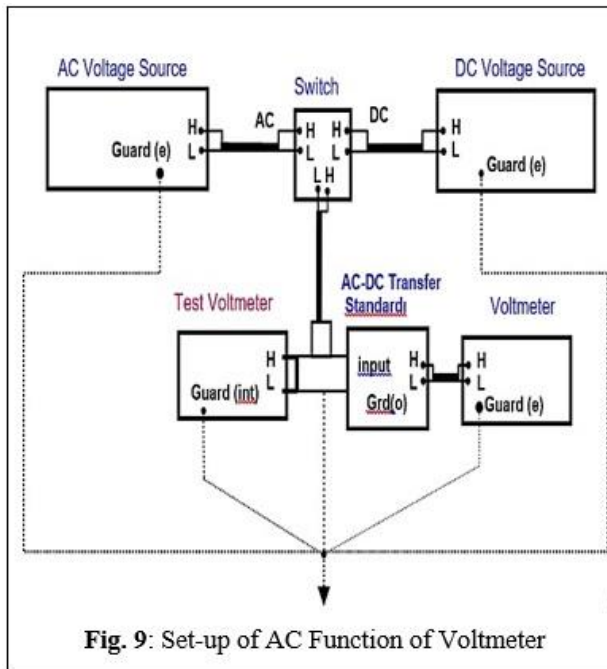 AC Voltage Source
DC Voltage Source
Switch
AC
DC
H
L
H
L
H
L
H
L
Guard (e)
Guard (e)
L H
AC-DC Transfer
Standardı
Test Voltmeter
Voltmeter
H
L
input
H
L
H
L
Guard (int)
Grd(o)
Guard (e)
Fig. 9: Set-up of AC Function of Voltmeter